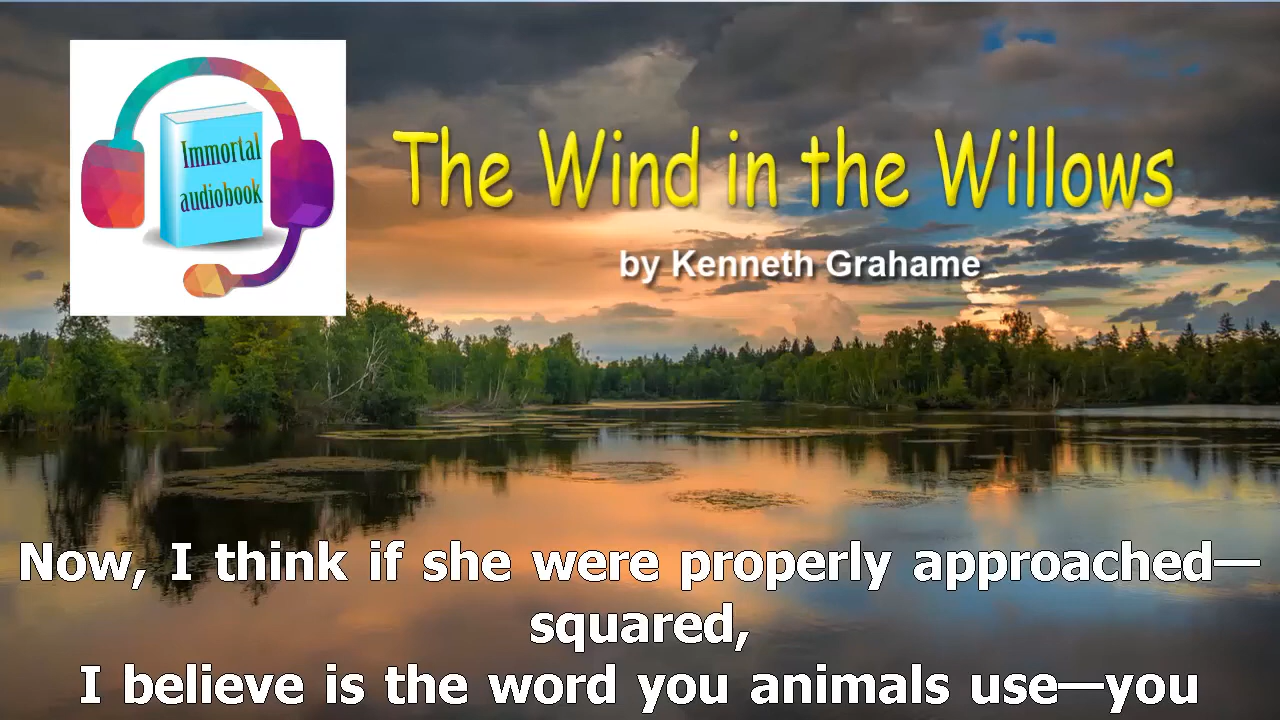 Immortal
audiobook
The Wind in the Willows
by Kenneth Grahame
Now, I think if she were properly approached—
squared,
I believe is the word you animals use—you